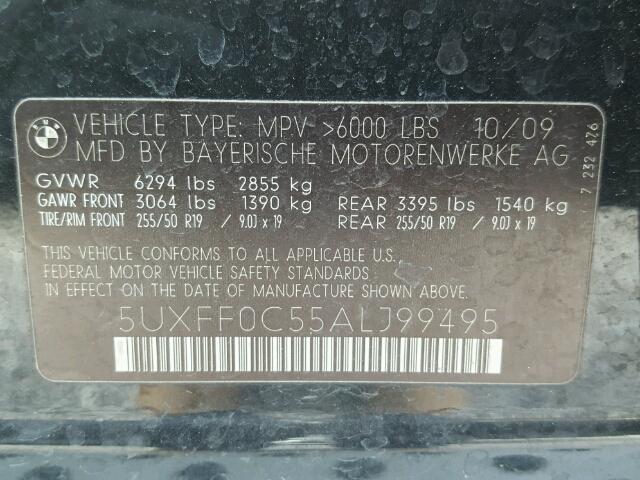 BMW
VEHICLE TYPE: MPV >6000 LBS 10/09
MFD BY BAYERISCHE MOTORENWERKE AG
GVWR 6294 lbs 2855 kg
GAWR FRONT 3064 lbs 1390 kg REAR 3395 lbs 1540 kg
TIRE/RIM FRONT 255/50 R19 / 9.0J x 19 REAR 255/50 R19 / 9.0J x 19
THIS VEHICLE CONFORMS TO ALL APPLICABLE U.S.
FEDERAL MOTOR VEHICLE SAFETY STANDARDS
IN EFFECT ON THE DATE OF MANUFACTURE SHOWN ABOVE.
5UXFF0C55ALJ99495
7 232 476